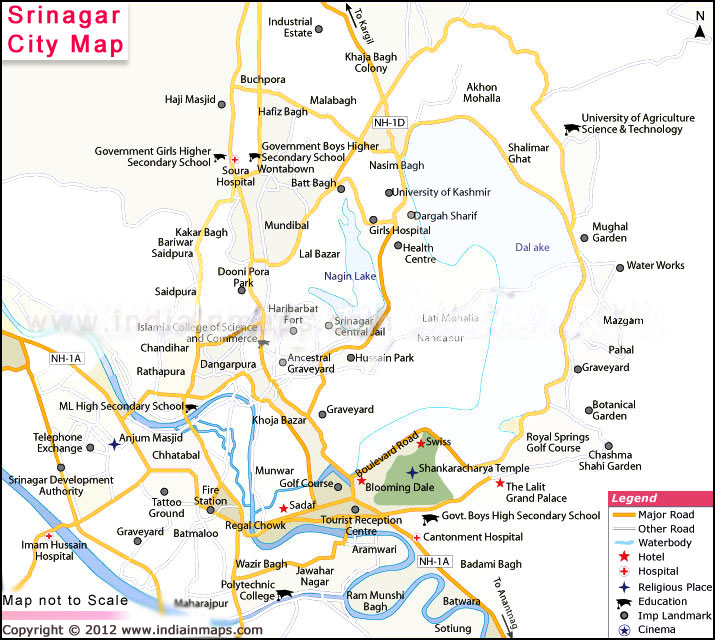 Srinagar
City Map
Industrial
Estate
To Kargil
N
Khaja Bagh
Colony
Buchpora
Akhon
Mohalla
Haji Masjid
Malabagh
Hafiz Bagh
NH-1D
University of Agriculture
Science & Technology
Government Girls Higher
Secondary School
Government Boys Higher
Secondary School
Wontabown
Soura
Hospital
Shalimar
Ghat
Nasim Bagh
Batt Bagh
University of Kashmir
Dargah Sharif
Mundibal
Girls Hospital
Kakar Bagh
Bariwar
Saidpura
Lal Bazar
Health
Centre
Dal ake
Mughal
Garden
Dooni Pora
Park
Nagin Lake
Water Works
Saidpura
Haribarbat
Fort
www.indiainmaps.com
Islamia College of Science
and Commerce
Srinagar
Central Jail
Lati Mahalla
Nandapur
Mazgam
NH-1A
Chandihar
Rathapura
Dangarpura
Ancestral
Graveyard
Hussain Park
Pahal
Graveyard
ML High Secondary School
Khoja Bazar
Graveyard
Botanical
Garden
Telephone
Exchange
Anjum Masjid
Chhatabal
Boulevard Road
Swiss
Royal Springs
Golf Course
Chashma
Shahi Garden
Srinagar Development
Authority
Munwar
Golf Course
Shankaracharya Temple
Blooming Dale
The Lalit
Grand Palace
Tattoo
Ground
Fire
Station
Sadaf
Regal Chowk
Tourist Reception
Centre
Govt. Boys High Secondary School
Graveyard
Batmaloo
Imam Hussain
Hospital
Aramwari
Cantonment Hospital
Wazir Bagh
NH-1A
Badami Bagh
Jawahar
Nagar
Polytechnic
College
Ram Munshi
Bagh
Batwara
To Anantnag
Maharajpur
Sotiung
Legend
Major Road
Other Road
Waterbody
Hotel
Hospital
Religious Place
Education
Imp Landmark
Cinema
Map not to Scale
Copyright © 2012 www.indiainmaps.com